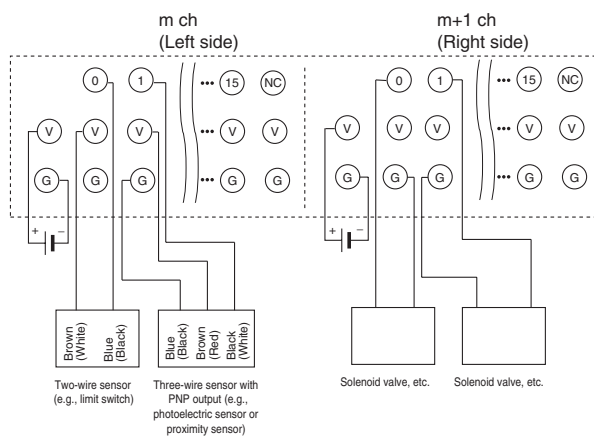 m ch
(Left side)
m+1 ch
(Right side)
0 1 ••• 15 NC
0 1 ••• 15 NC
V V V ••• V V
V V V ••• V V
G G G ••• G G
G G G ••• G G
+ −
+ −
Brown
(White)
Blue
(Black)
Blue
(Black)
Brown
(Red)
Black
(White)
Two-wire sensor
(e.g., limit switch)
Three-wire sensor with
PNP output (e.g.,
photoelectric sensor or
proximity sensor)
Solenoid valve, etc.
Solenoid valve, etc.